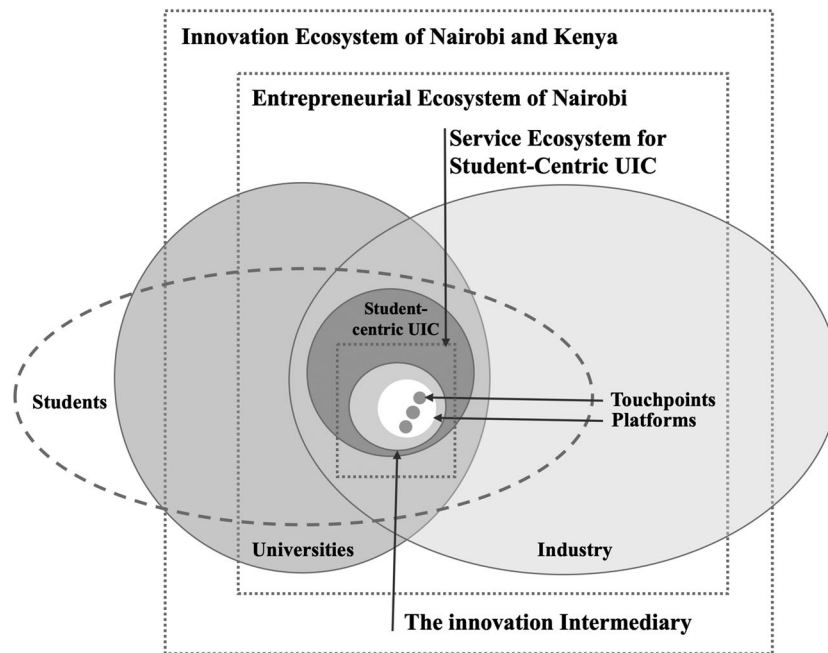 Innovation Ecosystem of Nairobi and Kenya
Entrepreneurial Ecosystem of Nairobi
Service Ecosystem for
Student-Centric UIC
Student-
centric UIC
Students
Touchpoints
Platforms
Universities
Industry
The innovation Intermediary